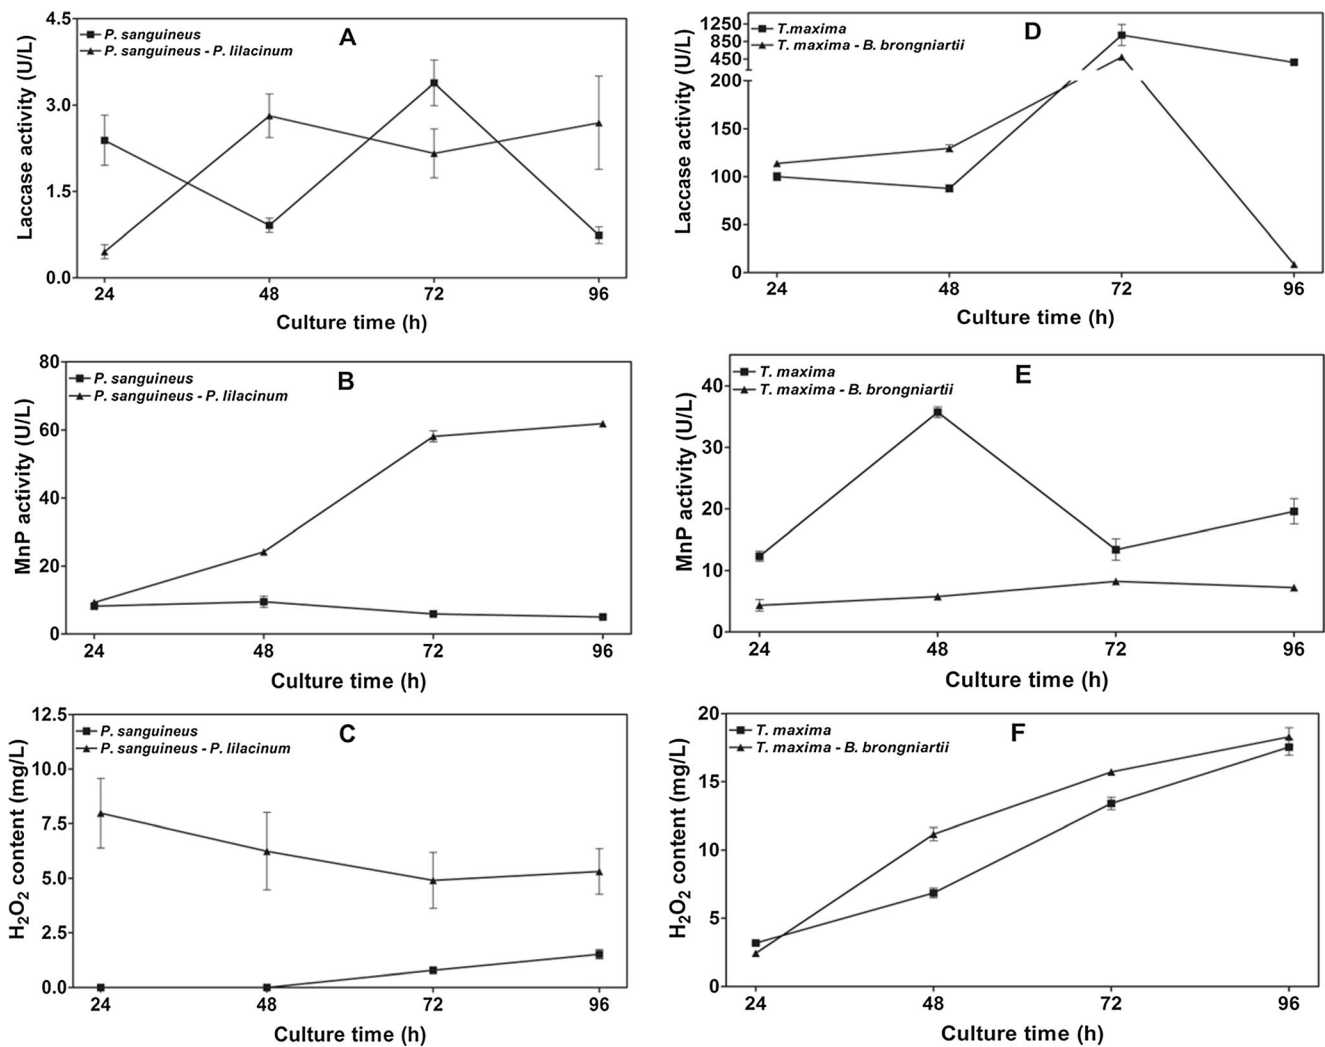 A
P. sanguineus
P. sanguineus - P. lilacinum
Laccase activity (U/L)
4.5
3.0
1.5
0.0
24 48 72 96
Culture time (h)
D
T.maxima
T. maxima - B. brongniartii
Laccase activity (U/L)
1250
850
450
200
150
100
50
0
24 48 72 96
Culture time (h)
B
P. sanguineus
P. sanguineus - P. lilacinum
MnP activity (U/L)
80
60
40
20
0
24 48 72 96
Culture time (h)
E
T. maxima
T. maxima - B. brongniartii
MnP activity (U/L)
40
30
20
10
0
24 48 72 96
Culture time (h)
C
P. sanguineus
P. sanguineus - P. lilacinum
H₂O₂ content (mg/L)
12.5
10.0
7.5
5.0
2.5
0.0
24 48 72 96
Culture time (h)
F
T. maxima
T. maxima - B. brongniartii
H₂O₂ content (mg/L)
20
15
10
5
0
24 48 72 96
Culture time (h)